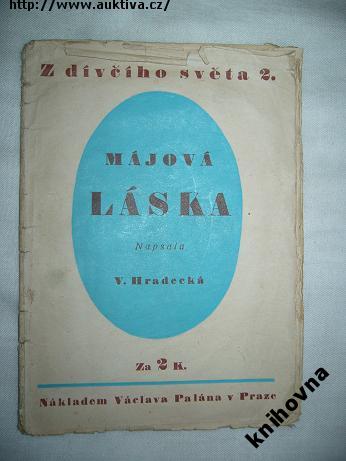 http://www.auktiva.cz/
Z dívčího světa 2.
MÁJOVÁ
LÁSKA
Napsala
V. Hradecká
Za 2 K.
Nákladem Václava Palána v Praze
knihovna